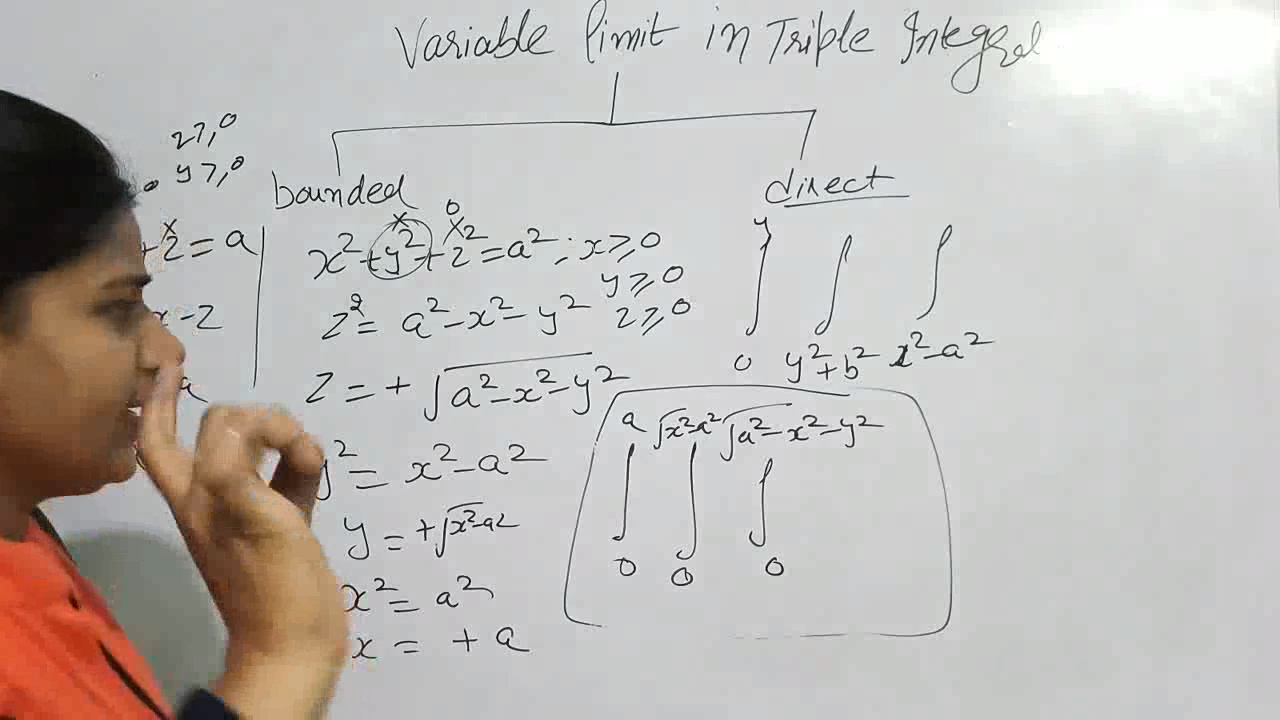 Variable limit in Triple Integral
z≥0
y≥0
+z=a
x-z
a
bounded
x²+y²+z²=a²; x≥0
y≥0
z≥0
x 0 x
z²= a²-x²-y²
z = + √a²-x²-y²
y²= x²-a²
y = +√x²-a²
x²= a²
x = + a
direct
y
∫ ∫ ∫
0 y²+b² x²-a²
a √x²-a² √a²-x²-y²
∫ ∫ ∫
0 0 0